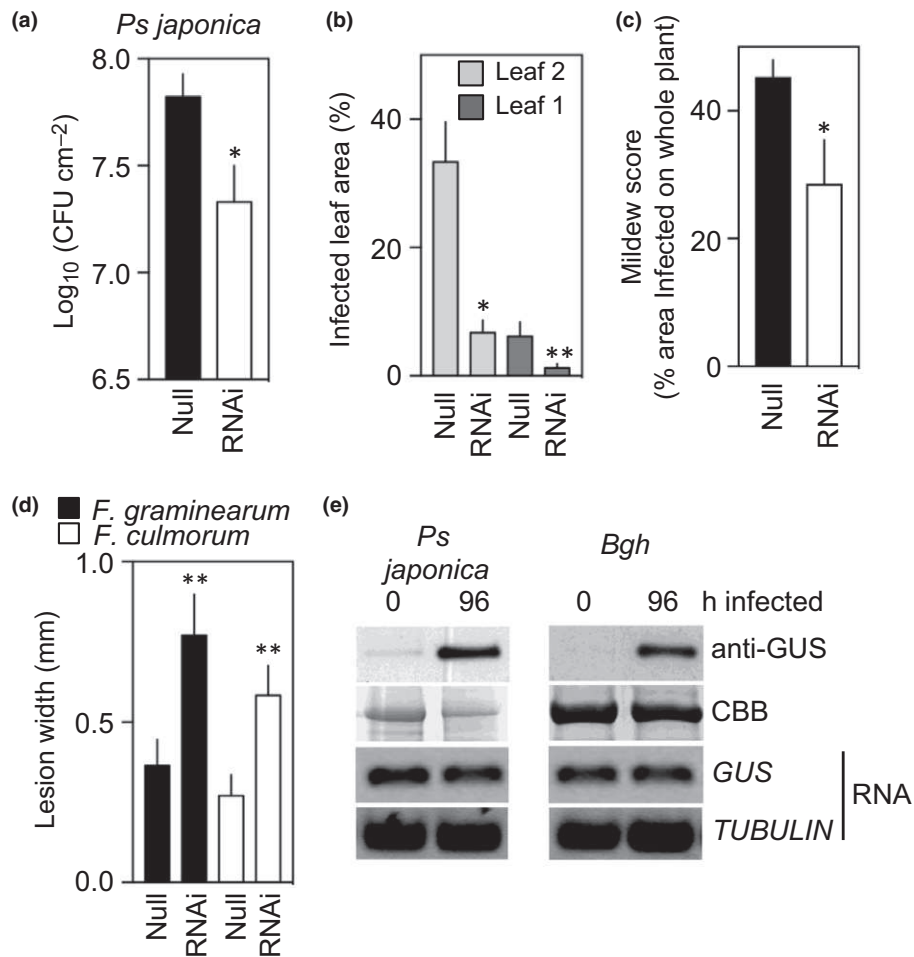 (a)
Ps japonica
8.0
7.5
7.0
6.5
Log10 (CFU cm−2)
*
Null
RNAi
(b)
Leaf 2
Leaf 1
40
20
0
Infected leaf area (%)
*
**
Null
RNAi
Null
RNAi
(c)
40
20
0
Mildew score
(% area Infected on whole plant)
*
Null
RNAi
(d)
F. graminearum
F. culmorum
1.0
0.5
0.0
Lesion width (mm)
**
**
Null
RNAi
Null
RNAi
(e)
Ps
japonica
Bgh
0 96 0 96 h infected
anti-GUS
CBB
GUS
RNA
TUBULIN